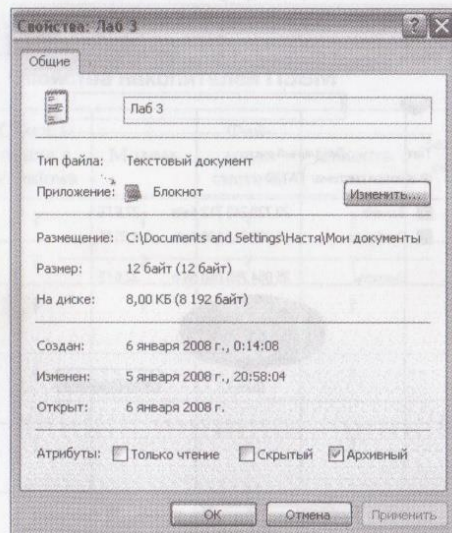 Свойства: Лаб 3
Общие
Лаб 3
Тип файла: Текстовый документ
Приложение: Блокнот Изменить...
Размещение: C:\Documents and Settings\Настя\Мои документы
Размер: 12 байт (12 байт)
На диске: 8,00 КБ (8 192 байт)
Создан: 6 января 2008 г., 0:14:08
Изменен: 5 января 2008 г., 20:58:04
Открыт: 6 января 2008 г.
Атрибуты: Только чтение Скрытый Архивный
ОК Отмена Применить